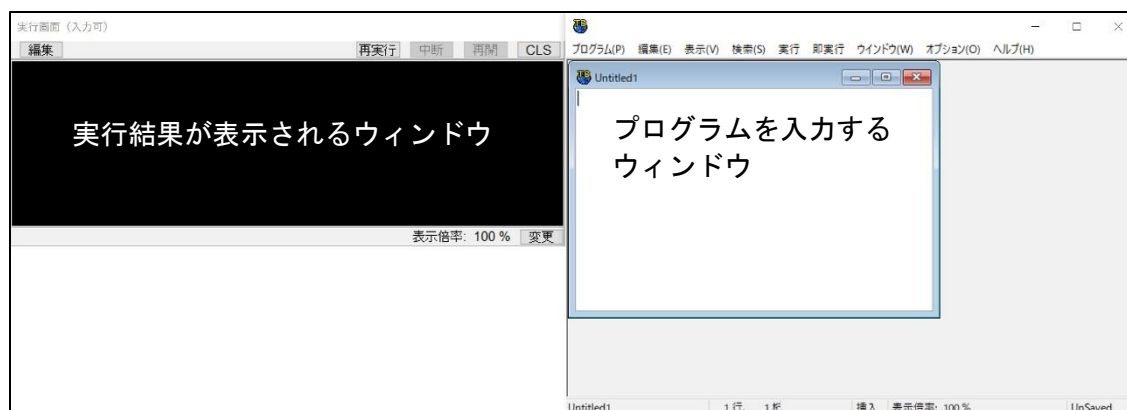 実行画面（入力可）
編集 再実行 中断 再開 CLS
実行結果が表示されるウィンドウ
表示倍率: 100 % 変更
プログラム(P) 編集(E) 表示(V) 検索(S) 実行 即実行 ウインドウ(W) オプション(O) ヘルプ(H)
Untitled1
プログラムを入力する
ウィンドウ
Untitled1 1行, 1桁 挿入 表示倍率: 100 % UnSaved